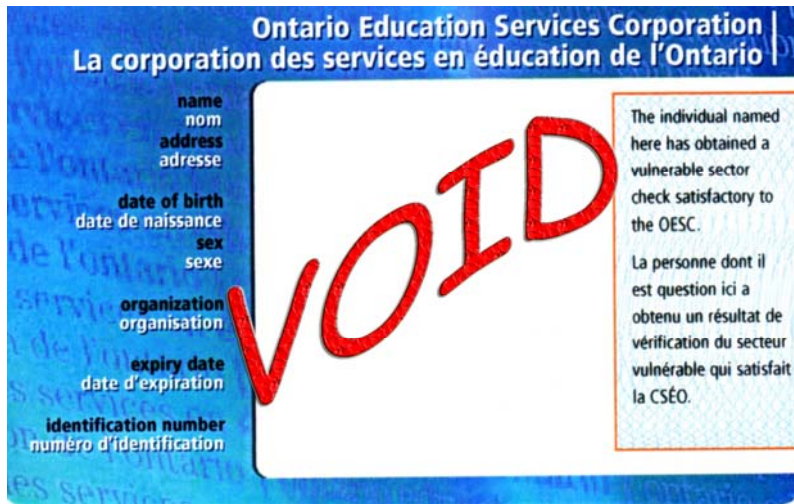 Ontario Education Services Corporation
La corporation des services en éducation de l'Ontario
name
nom
address
adresse
date of birth
date de naissance
sex
sexe
organization
organisation
expiry date
date d'expiration
identification number
numéro d'identification
VOID
The individual named
here has obtained a
vulnerable sector
check satisfactory to
the OESC.
La personne dont il
est question ici a
obtenu un résultat de
vérification du secteur
vulnérable qui satisfait
la CSÉO.